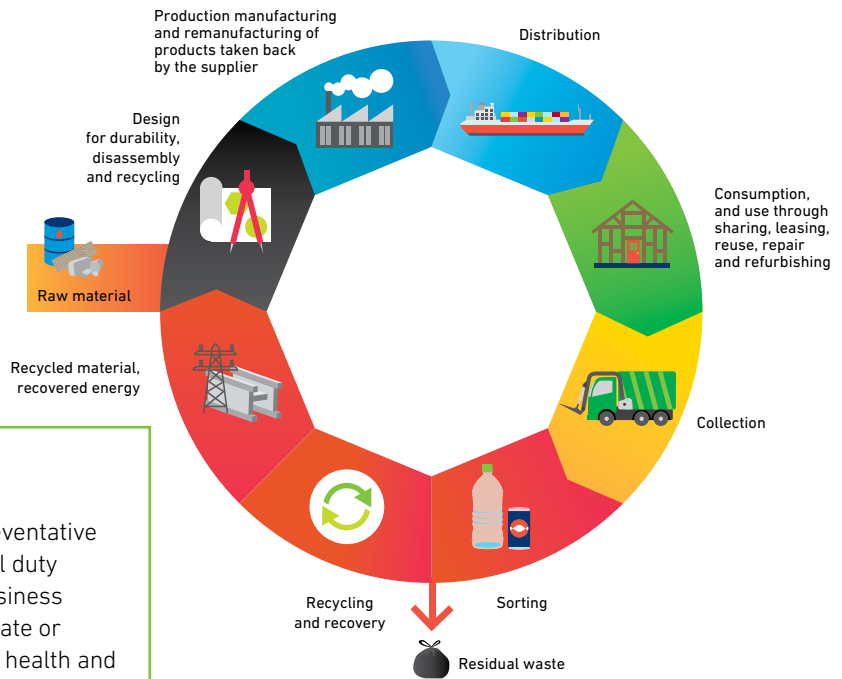 Production manufacturing
and remanufacturing of
products taken back
by the supplier
Distribution
Design
for durability,
disassembly
and recycling
Consumption,
and use through
sharing, leasing,
reuse, repair
and refurbishing
Raw material
Recycled material,
recovered energy
Collection
Recycling
and recovery
Sorting
Residual waste
duty
ate or
health and